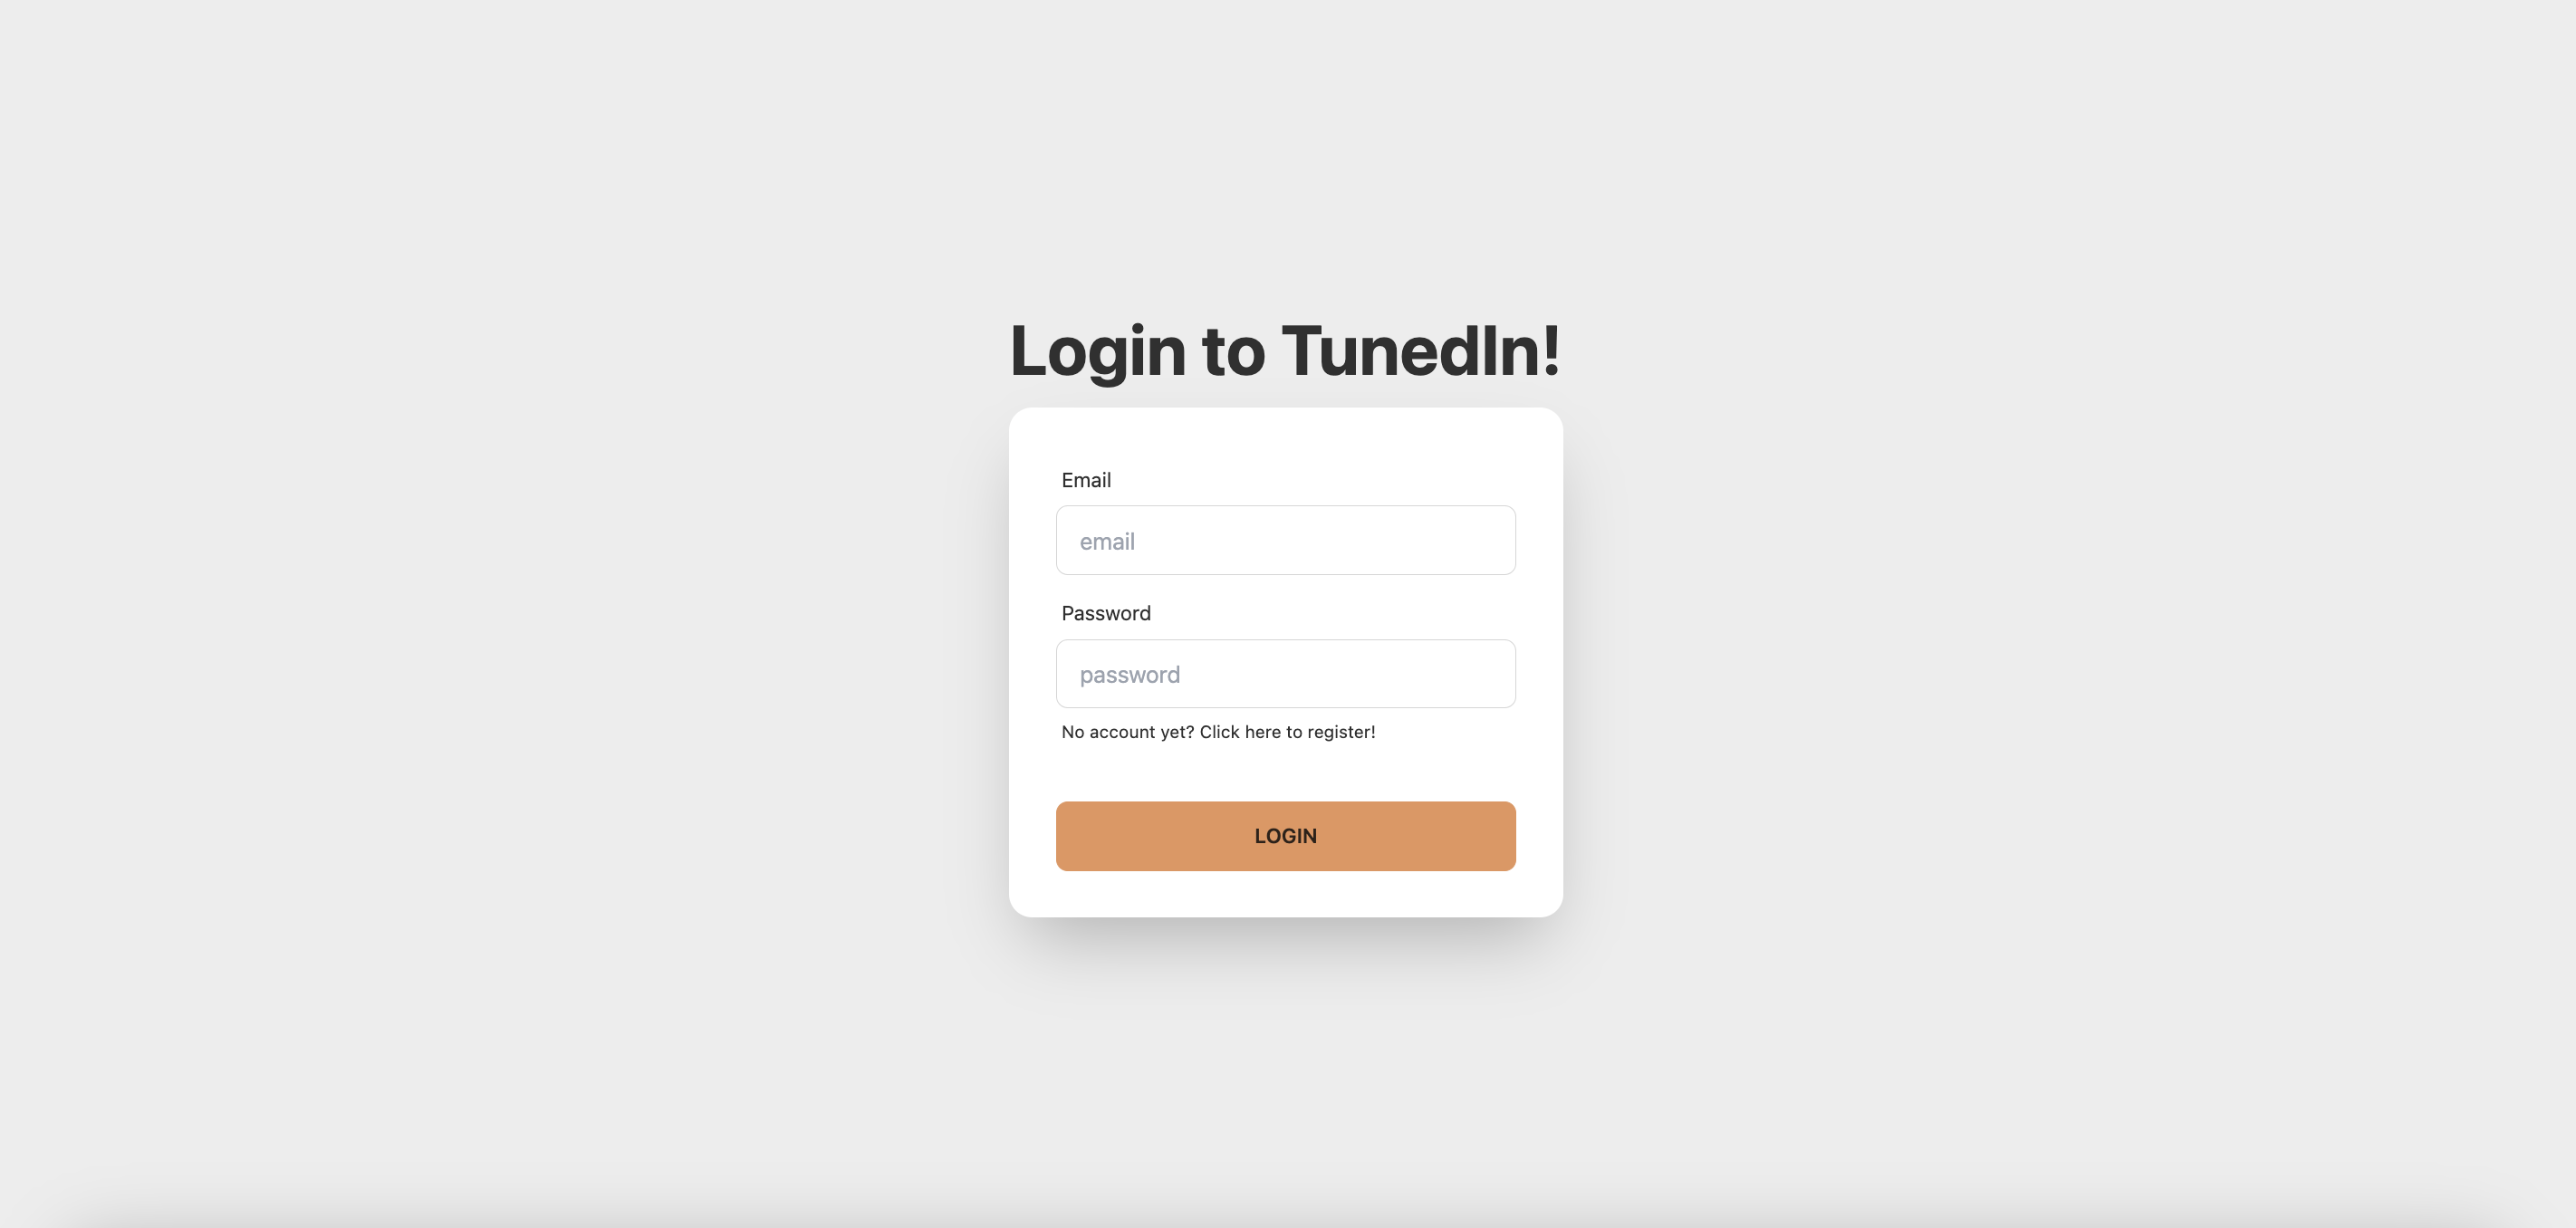 Login to TunedIn!
Email
email
Password
password
No account yet? Click here to register!
LOGIN